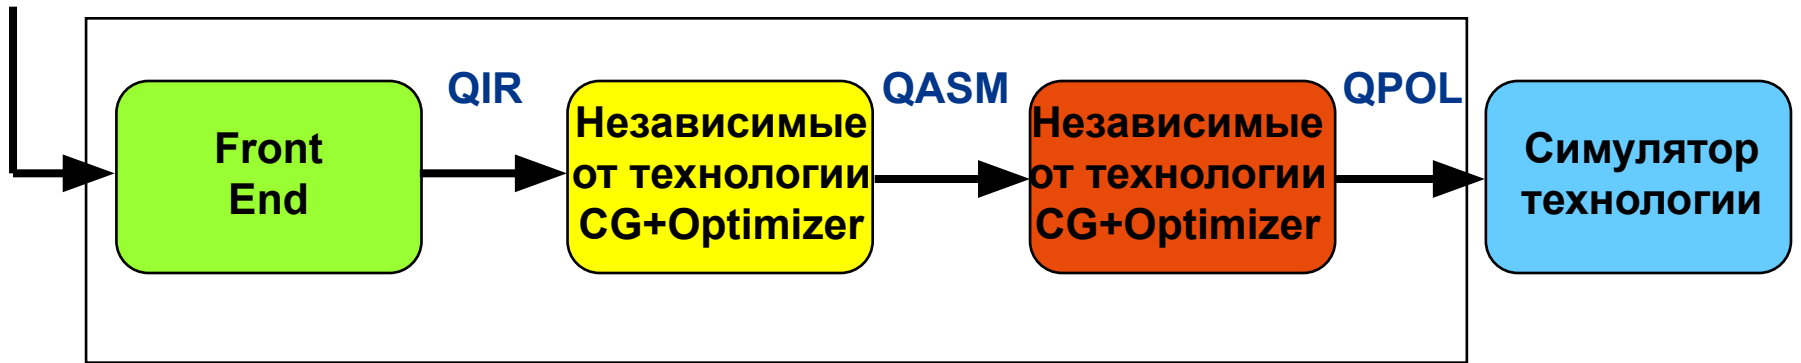 QIR
QASM
QPOL
Front
End
Независимые
от технологии
CG+Optimizer
Независимые
от технологии
CG+Optimizer
Симулятор
технологии